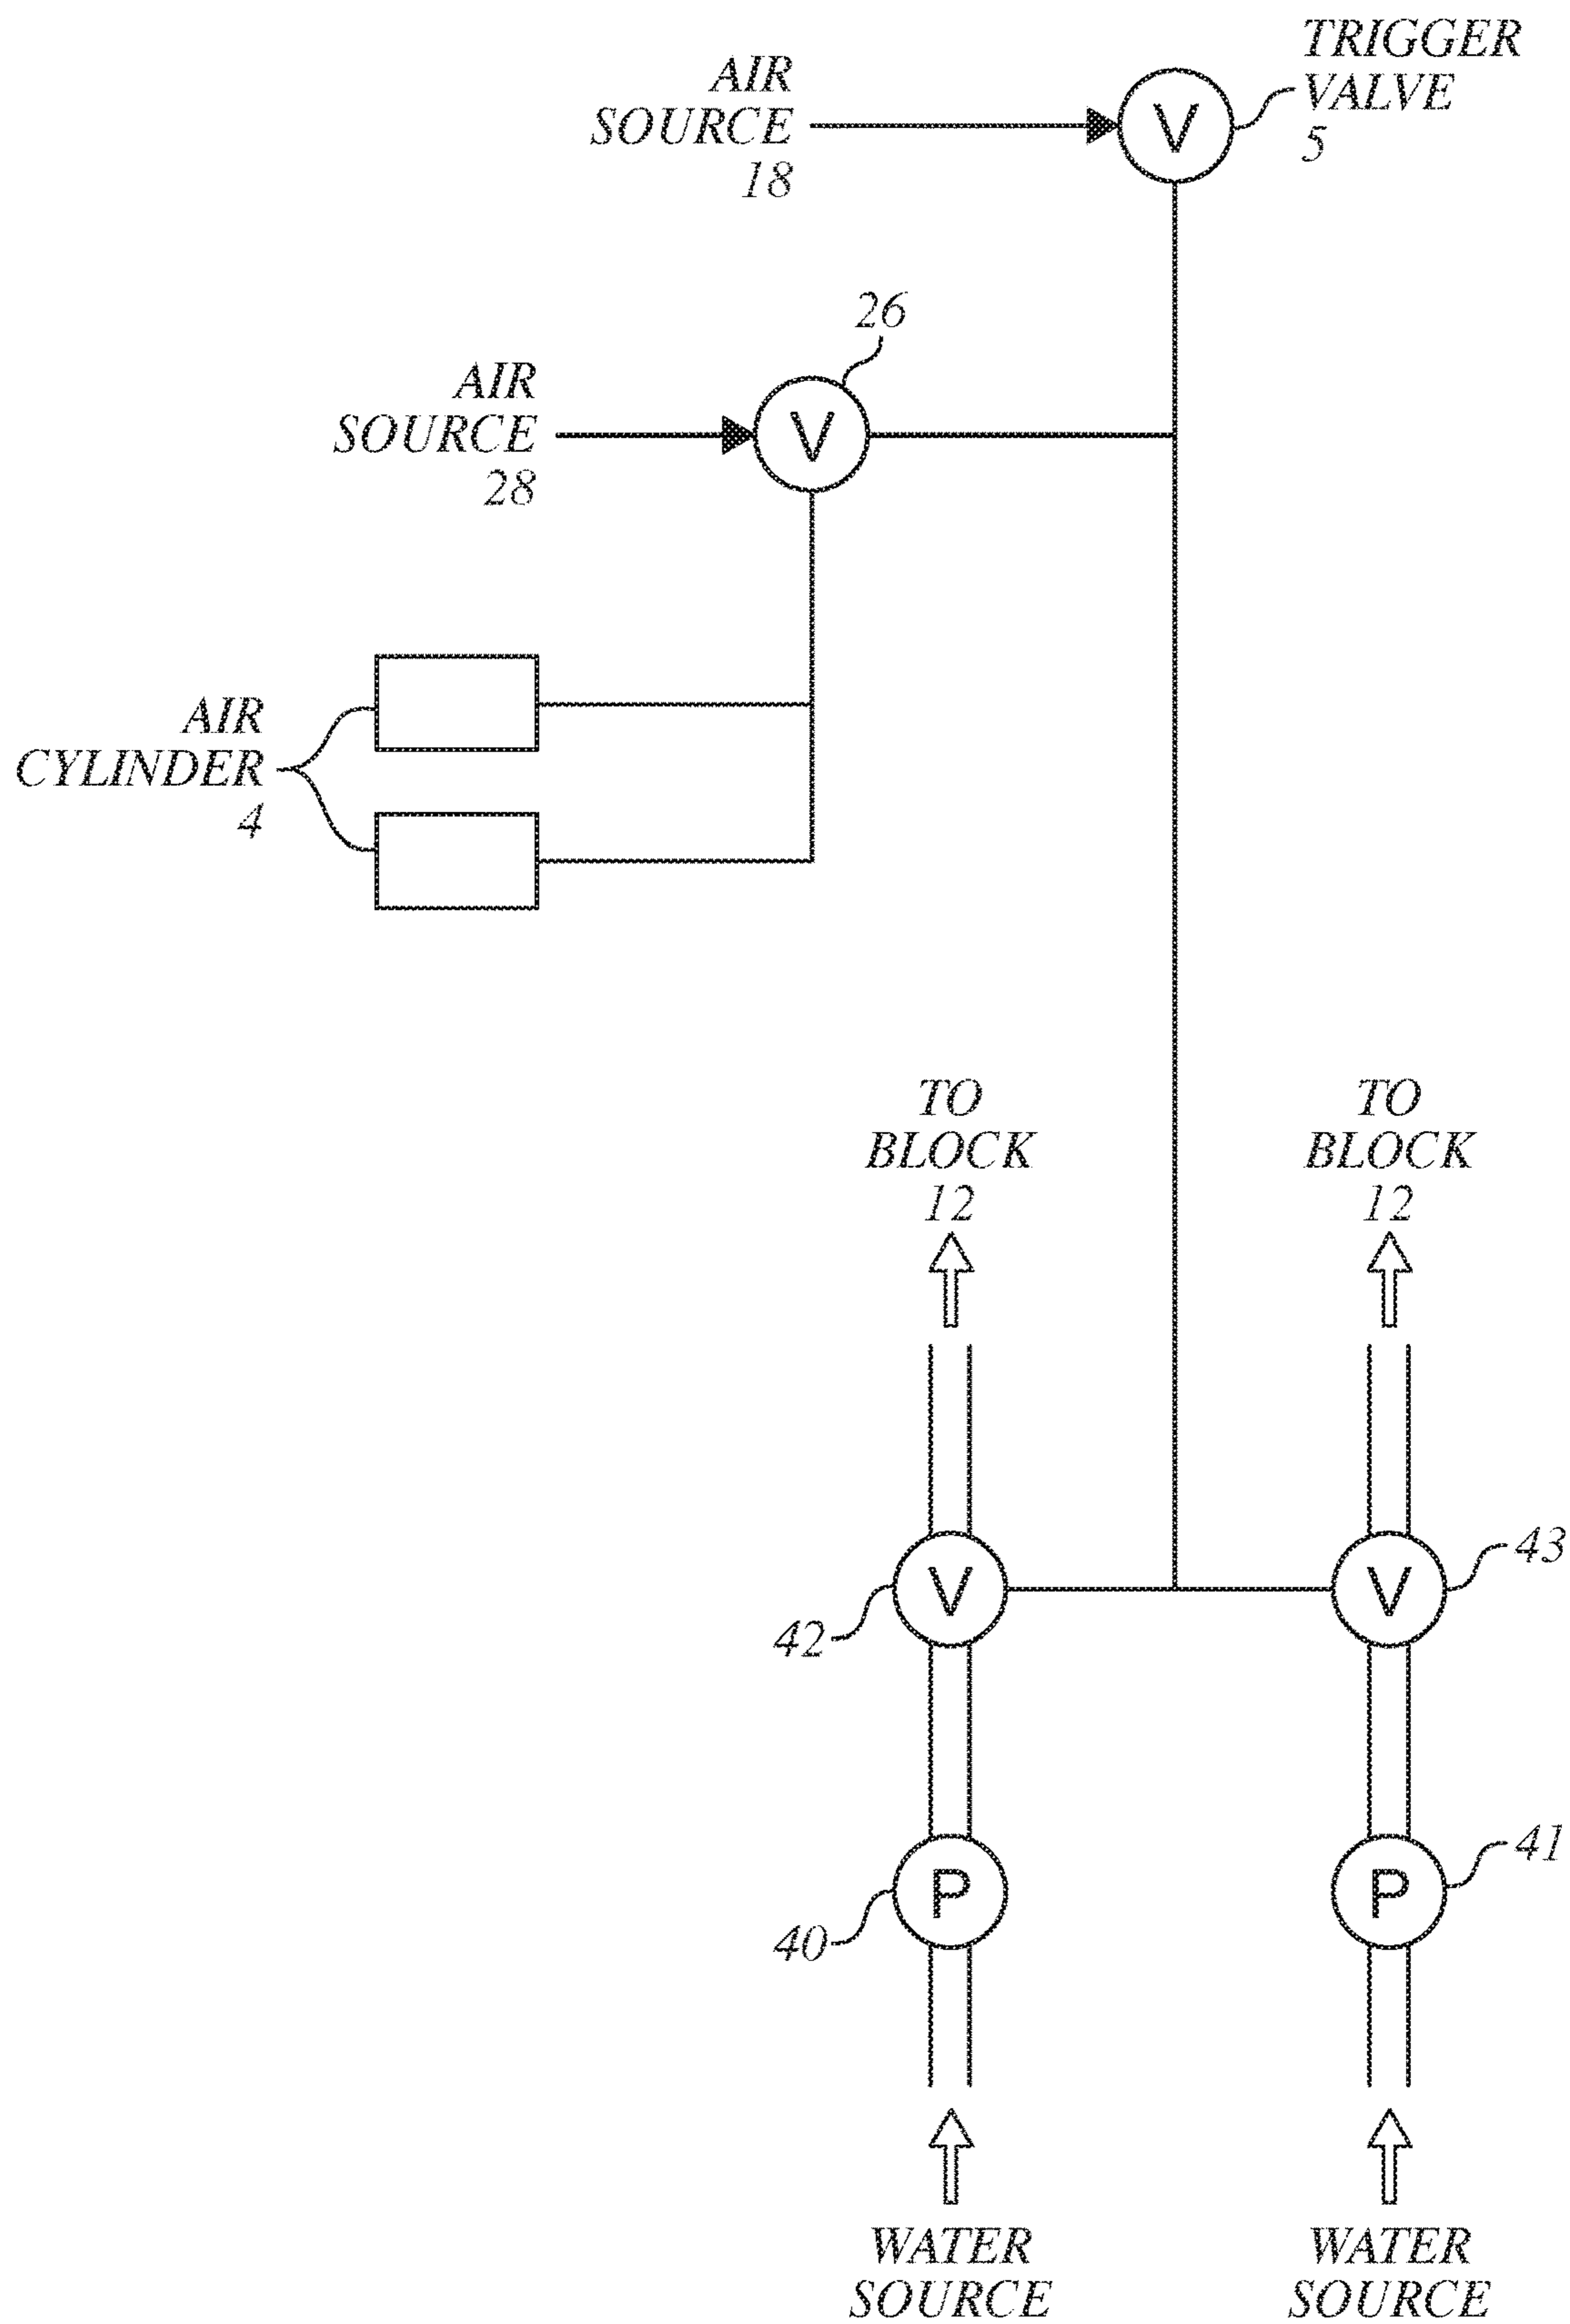 TRIGGER
VALVE
5
AIR
SOURCE
18
V
26
AIR
SOURCE
28
V
AIR
CYLINDER
4
TO
BLOCK
12
TO
BLOCK
12
42
V
V
43
40
P
P
41
WATER
SOURCE
WATER
SOURCE